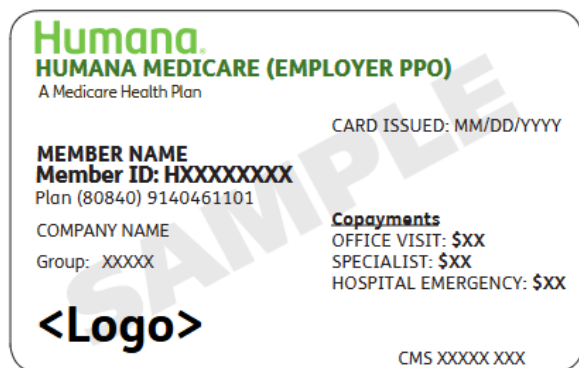 Humana.
HUMANA MEDICARE (EMPLOYER PPO)
A Medicare Health Plan
CARD ISSUED: MM/DD/YYYY
MEMBER NAME
Member ID: HXXXXXXXX
Plan (80840) 9140461101
COMPANY NAME
Group: XXXXX
Copayments
OFFICE VISIT: $XX
SPECIALIST: $XX
HOSPITAL EMERGENCY: $XX
<Logo>
CMS XXXXX XXX
SAMPLE